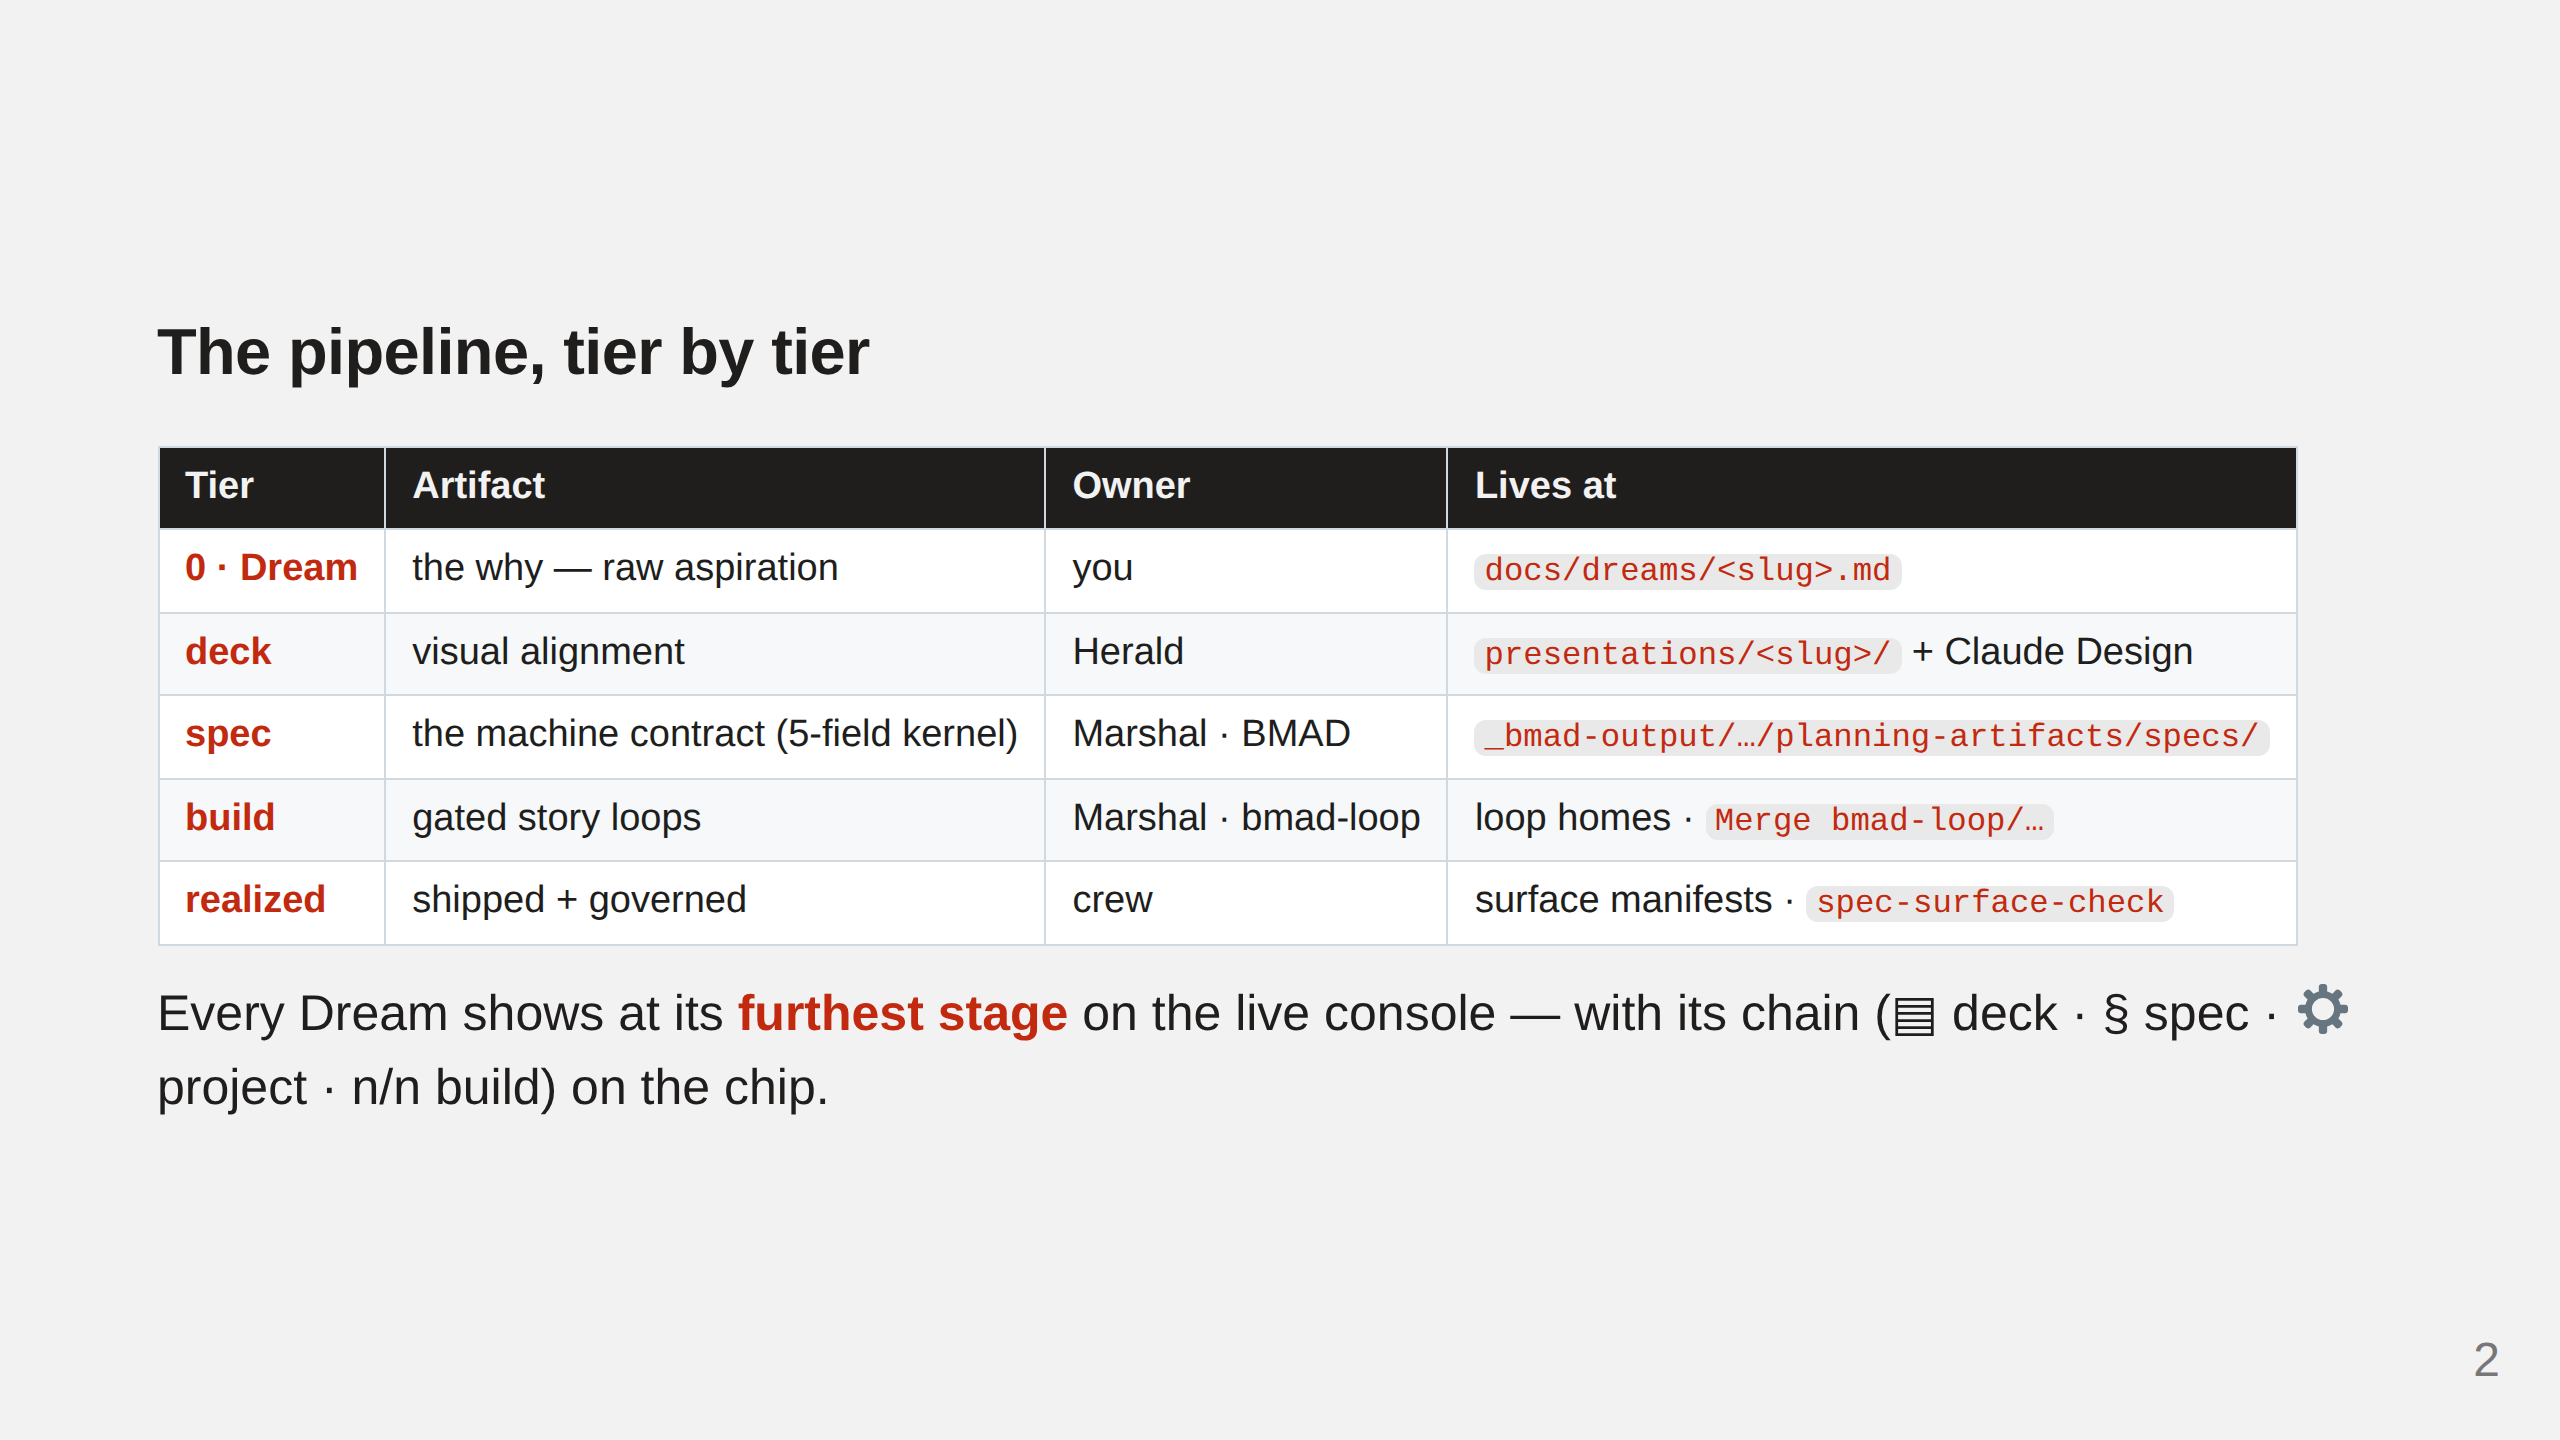 The pipeline, tier by tier
Tier Artifact Owner Lives at
0 · Dream the why — raw aspiration you docs/dreams/<slug>.md
deck visual alignment Herald presentations/<slug>/ + Claude Design
spec the machine contract (5-field kernel) Marshal · BMAD _bmad-output/…/planning-artifacts/specs/
build gated story loops Marshal · bmad-loop loop homes · Merge bmad-loop/…
realized shipped + governed crew surface manifests · spec-surface-check
Every Dream shows at its furthest stage on the live console — with its chain (▤ deck · § spec · ⚙
project · n/n build) on the chip.
2